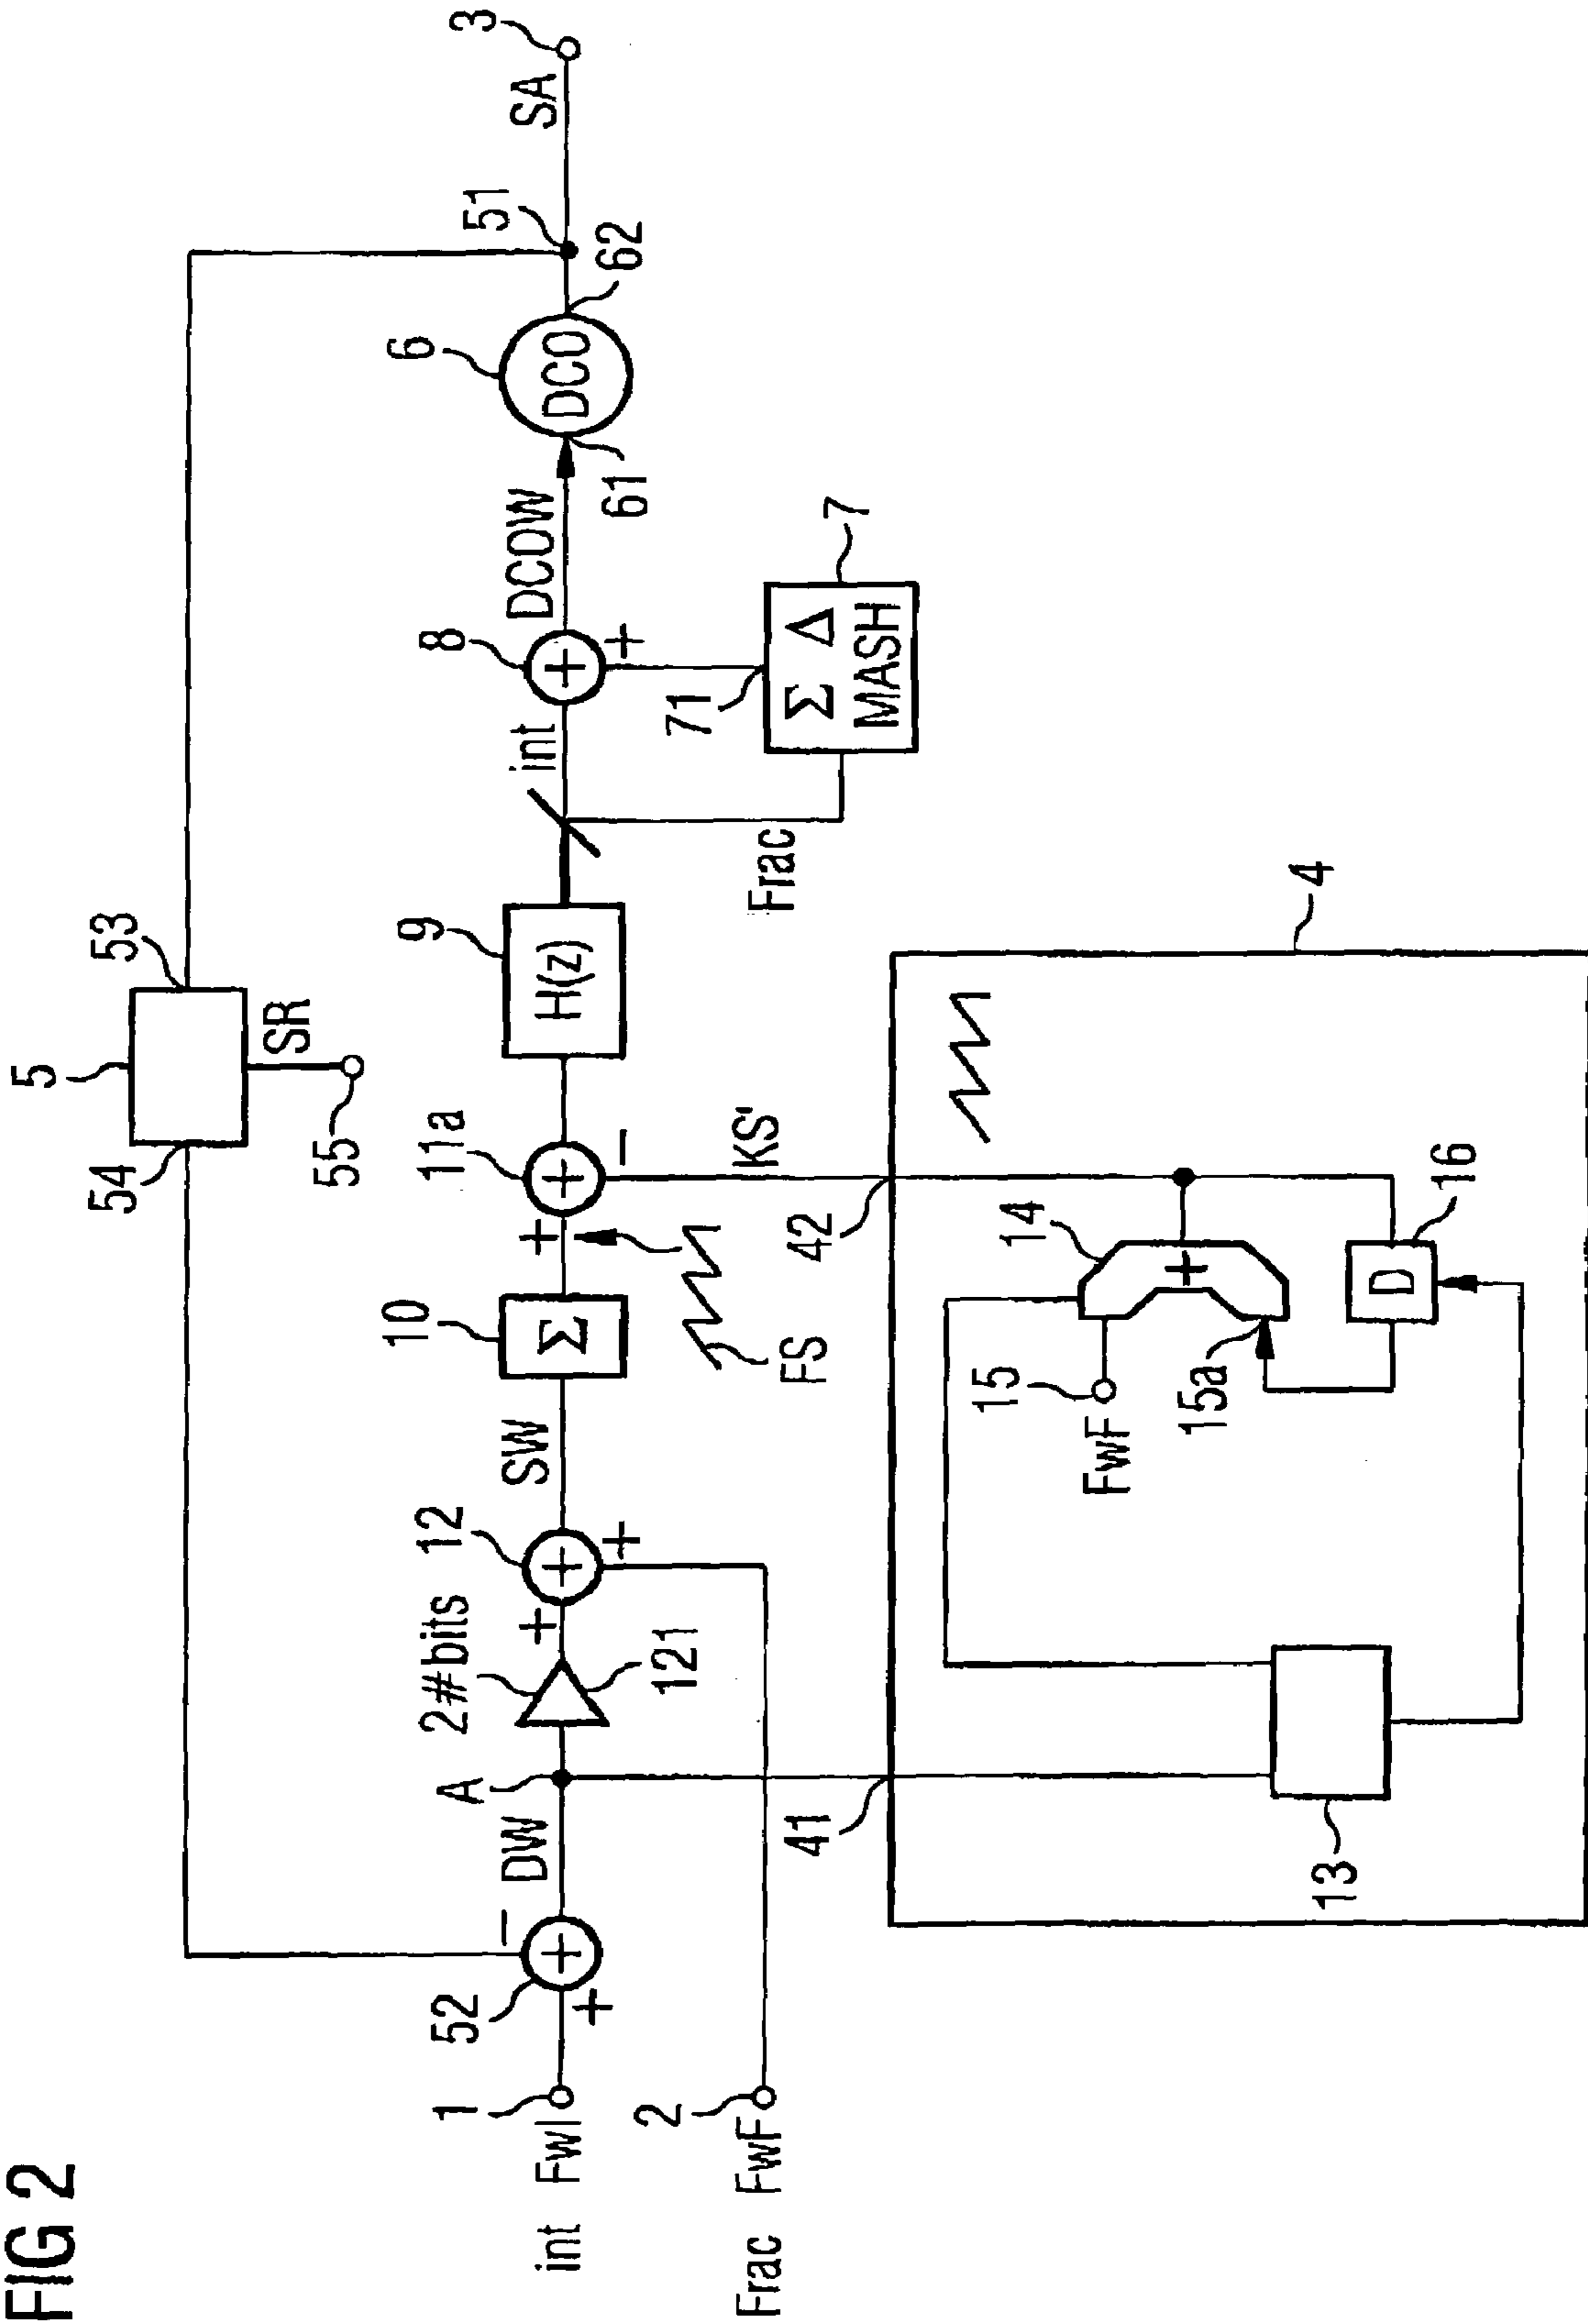 FIG 2
5
53
54
SR
55
3
SA
51
62
6
DCO
61
DCOW
8
+
+
int
71
7
Σ Δ
MASH
Frac
9
H(z)
11a
+
+
−
KS'
10
Σ
FS
SW
12
+
+
+
2#bits
121
A
DW
−
+
52
+
1
int FwI
2
Frac FwF
4
42
41
14
+
15
FwF
15a
16
D
13